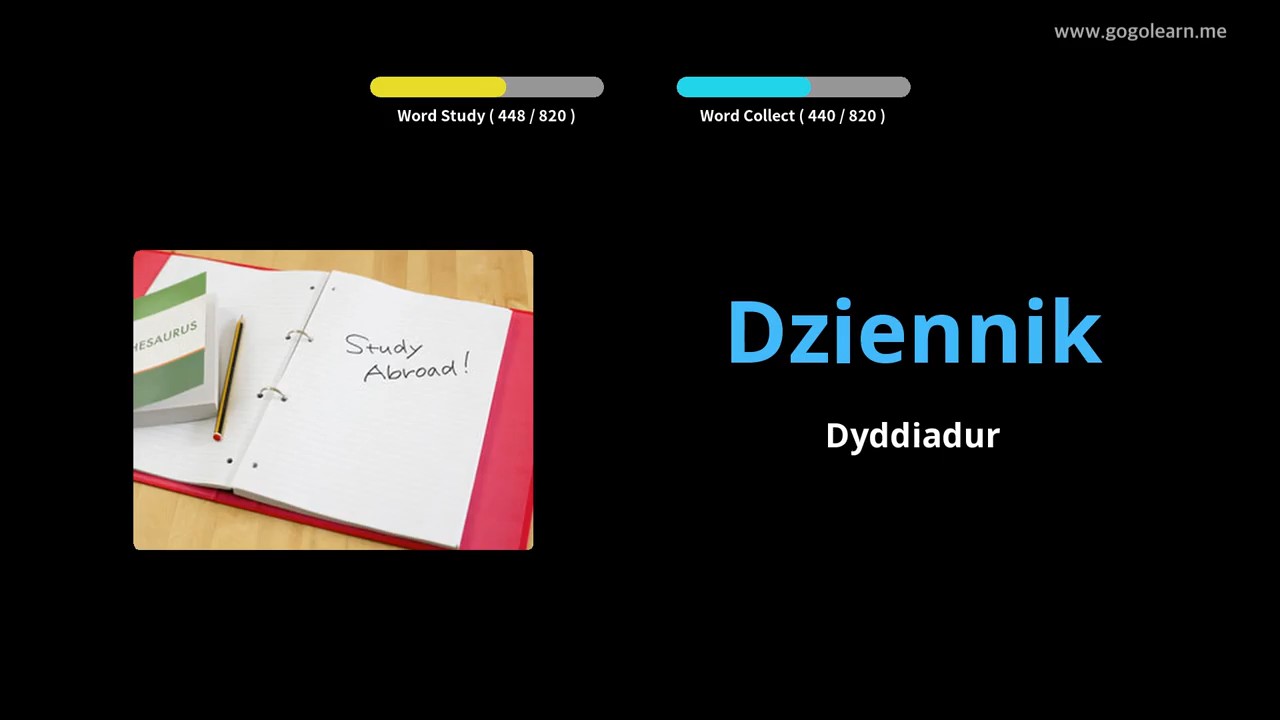 www.gogolearn.me
Word Study ( 448 / 820 )
Word Collect ( 440 / 820 )
HESAURUS
Study
Abroad!
Dziennik
Dyddiadur